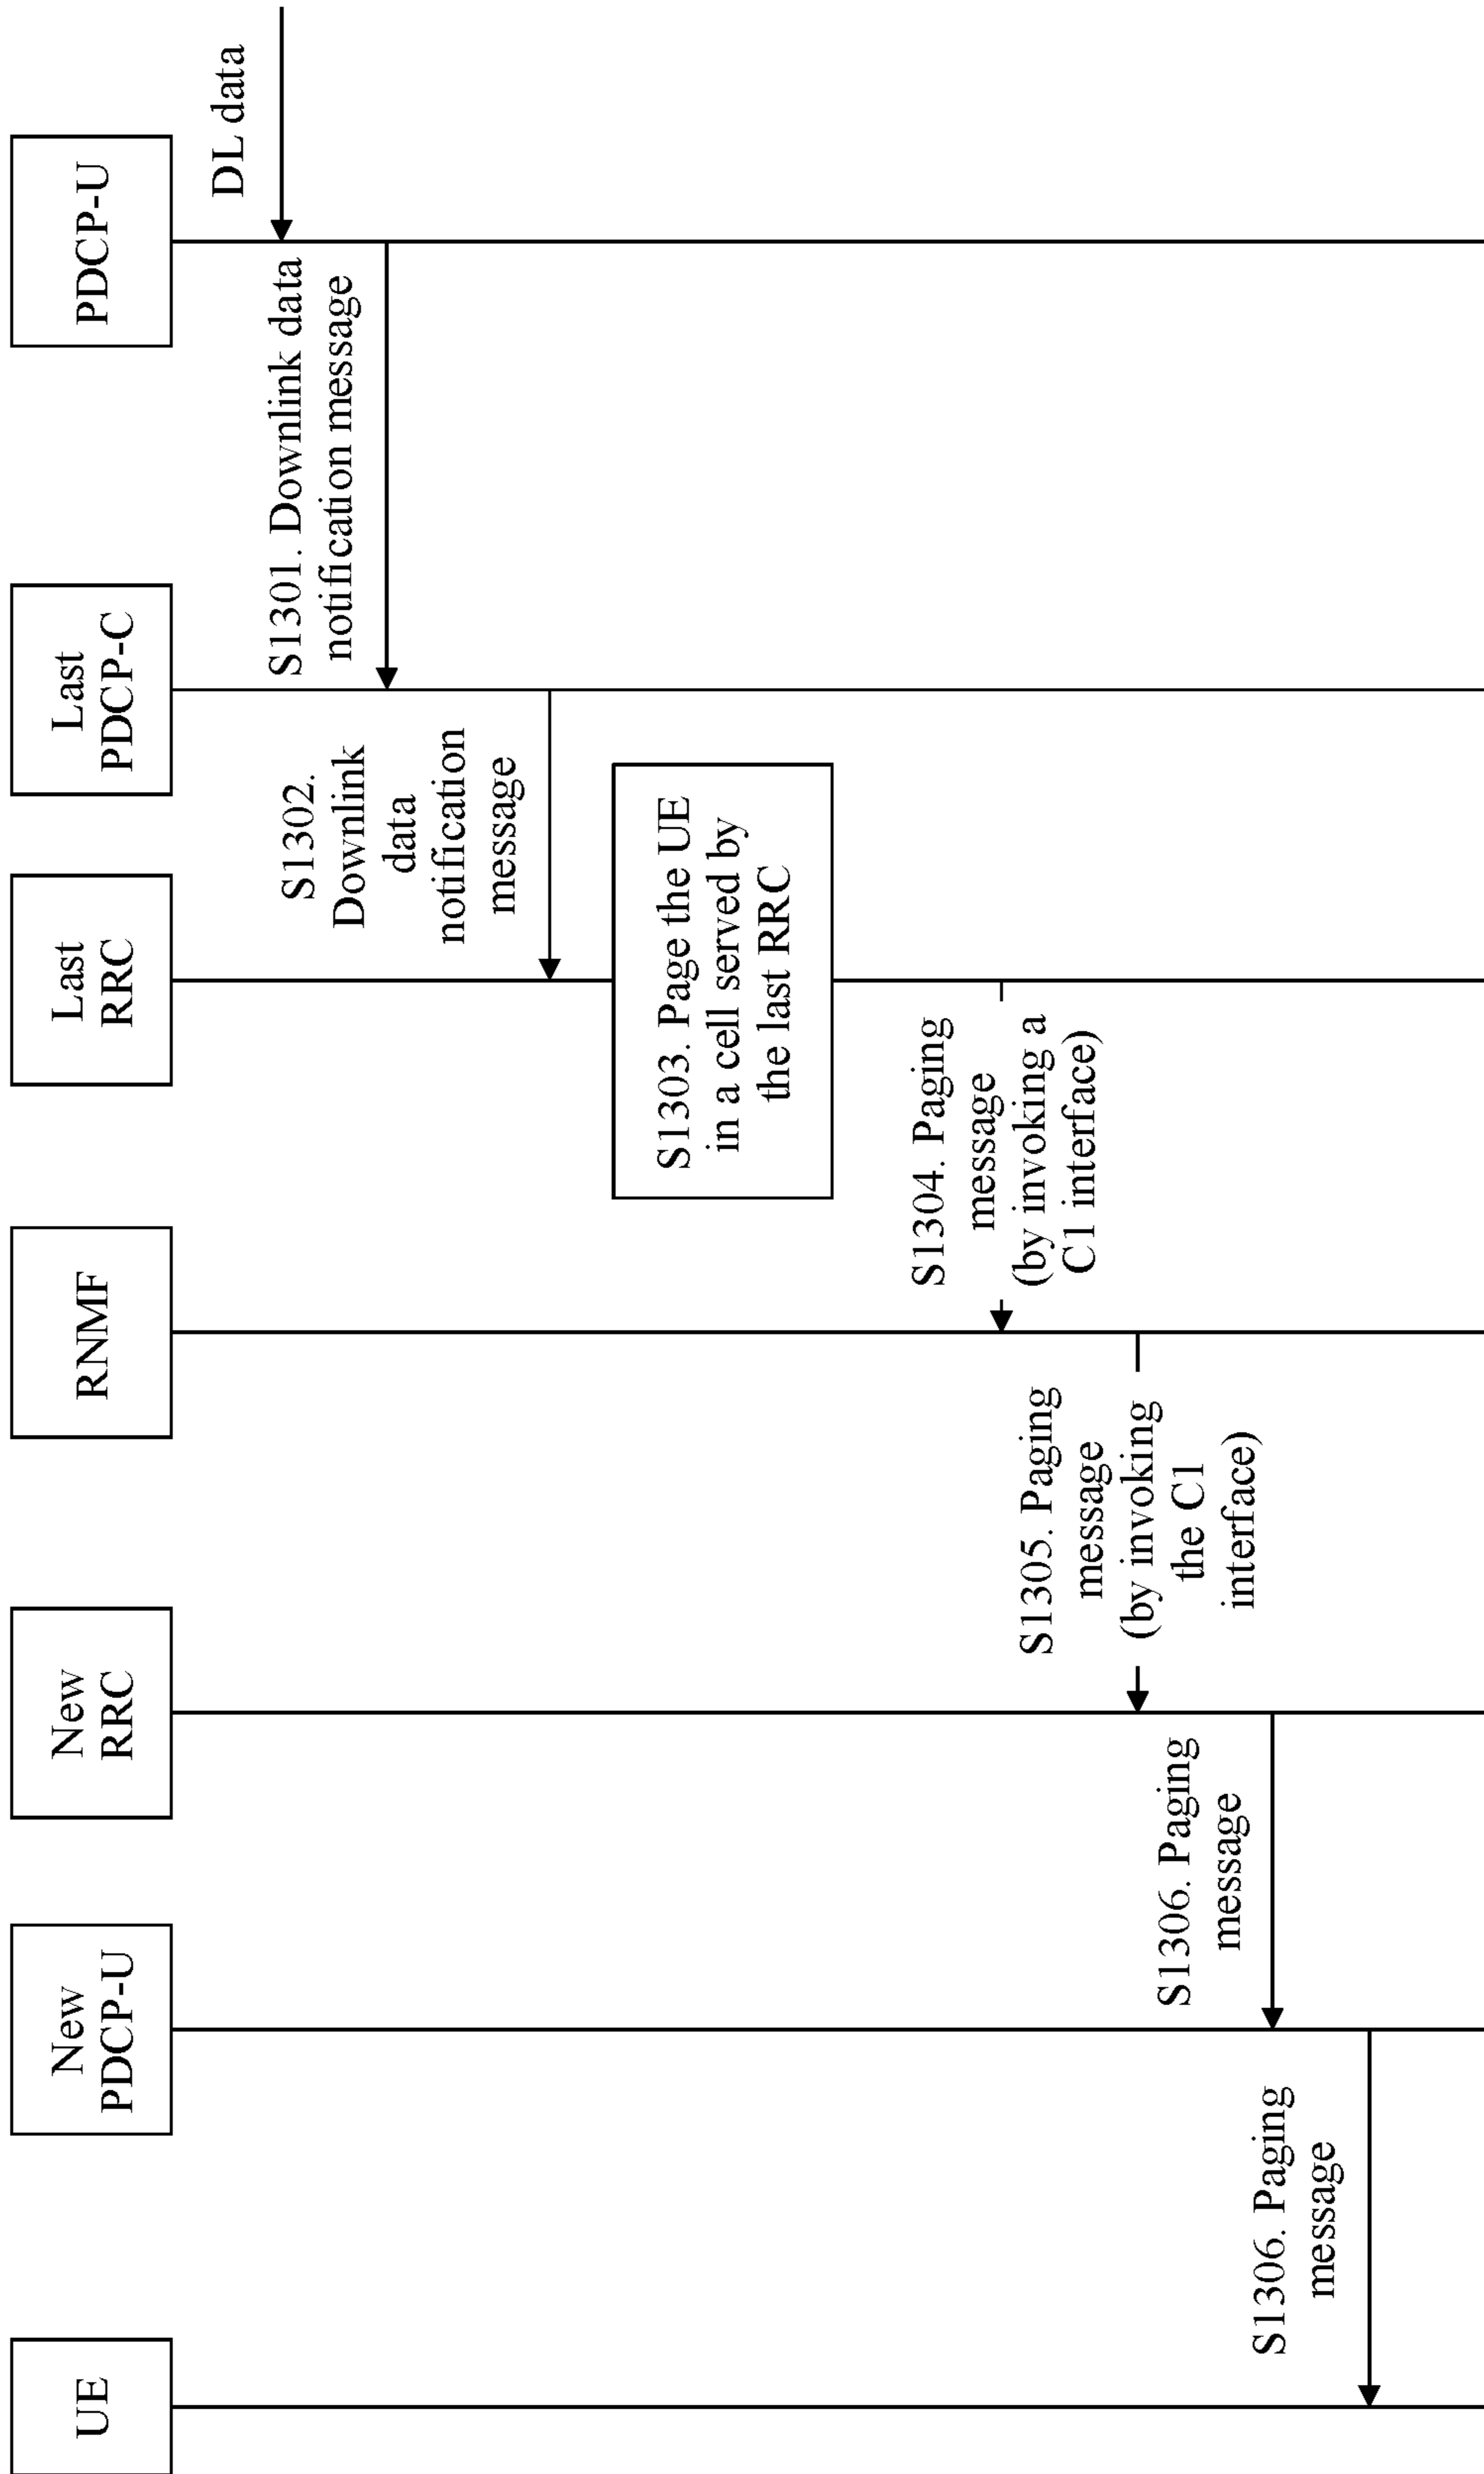 UE
New
PDCP-U
New
RRC
RNMF
Last
RRC
Last
PDCP-C
PDCP-U
DL data
S1301. Downlink data
notification message
S1302.
Downlink
data
notification
message
S1303. Page the UE
in a cell served by
the last RRC
S1304. Paging
message
(by invoking a
C1 interface)
S1305. Paging
message
(by invoking
the C1
interface)
S1306. Paging
message
S1306. Paging
message